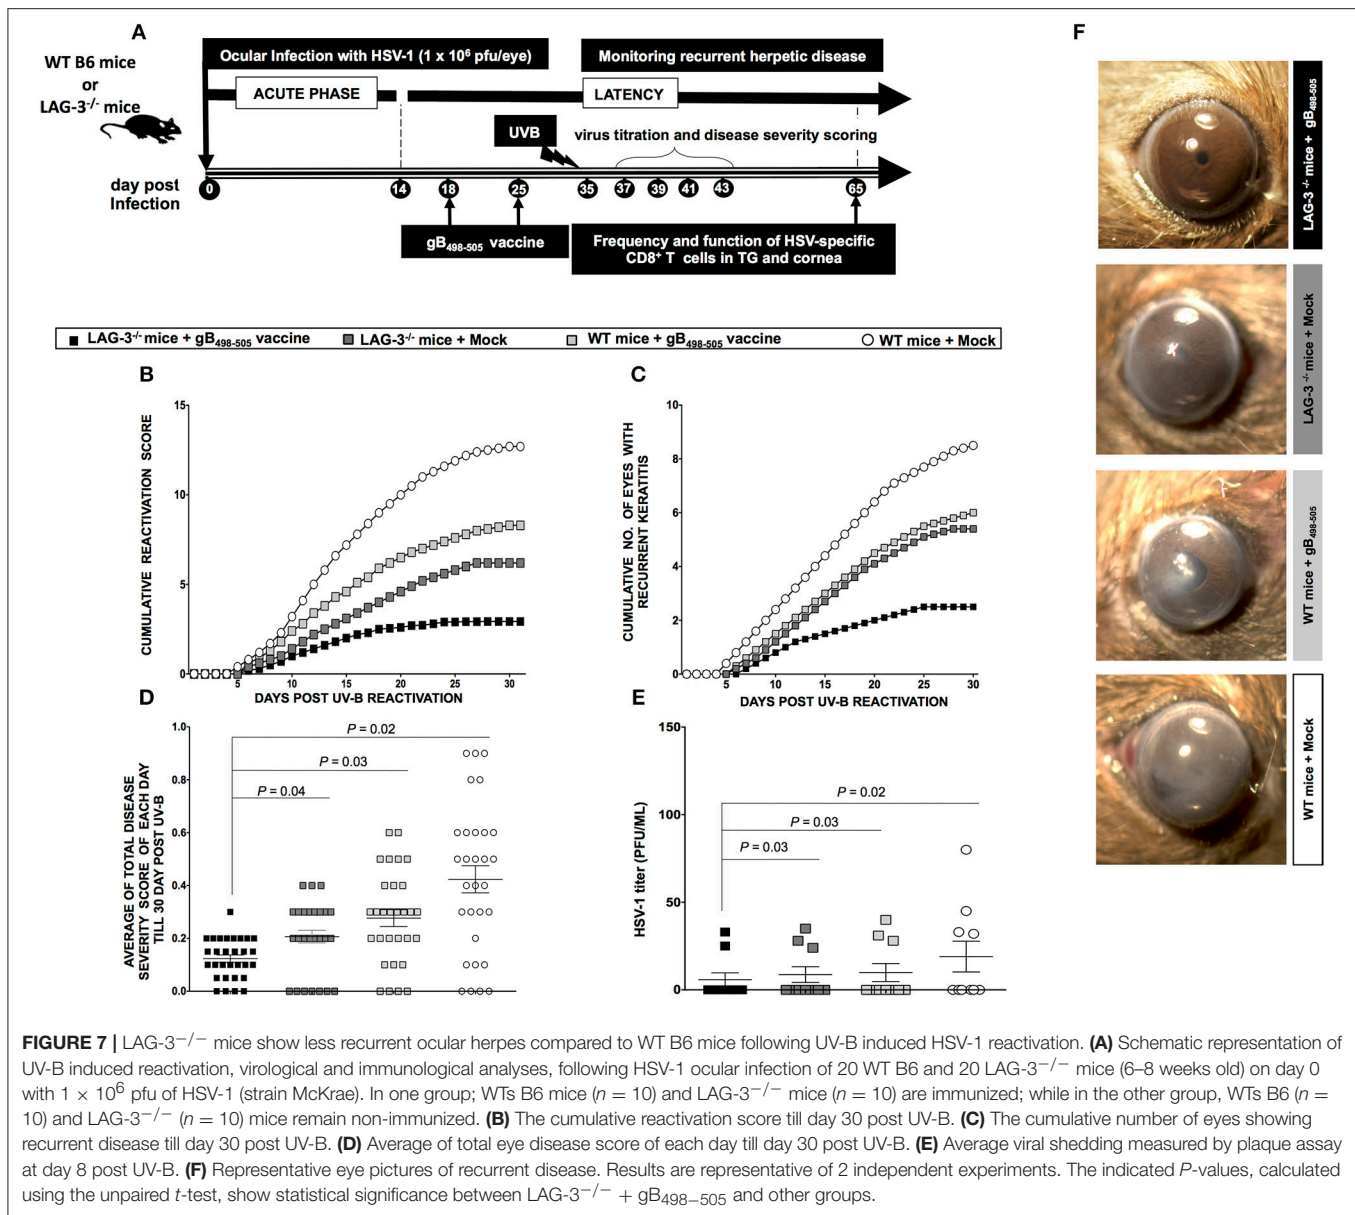 A
WT B6 mice
or
LAG-3-/- mice
Ocular Infection with HSV-1 (1 x 10⁶ pfu/eye)
Monitoring recurrent herpetic disease
ACUTE PHASE
LATENCY
UVB
virus titration and disease severity scoring
day post
Infection
0
14
18
25
35
37
39
41
43
65
gB498-505 vaccine
Frequency and function of HSV-specific
CD8⁺ T cells in TG and cornea
LAG-3-/- mice + gB498-505 vaccine
LAG-3-/- mice + Mock
WT mice + gB498-505 vaccine
WT mice + Mock
B
CUMULATIVE REACTIVATION SCORE
15
10
5
0
5
10
15
20
25
30
DAYS POST UV-B REACTIVATION
C
CUMULATIVE NO. OF EYES WITH
RECURRENT KERATITIS
10
8
6
4
2
0
5
10
15
20
25
30
DAYS POST UV-B REACTIVATION
D
AVERAGE OF TOTAL DISEASE
SEVERITY SCORE OF EACH DAY
TILL 30 DAY POST UV-B
1.0
0.8
0.6
0.4
0.2
0.0
P = 0.02
P = 0.03
P = 0.04
E
HSV-1 titer (PFU/ML)
150
100
50
0
P = 0.02
P = 0.03
P = 0.03
F
LAG-3 -/- mice + gB498-505
LAG-3 -/- mice + Mock
WT mice + gB498-505
WT mice + Mock
FIGURE 7 | LAG-3−/− mice show less recurrent ocular herpes compared to WT B6 mice following UV-B induced HSV-1 reactivation. (A) Schematic representation of
UV-B induced reactivation, virological and immunological analyses, following HSV-1 ocular infection of 20 WT B6 and 20 LAG-3−/− mice (6–8 weeks old) on day 0
with 1 × 10⁶ pfu of HSV-1 (strain McKrae). In one group; WTs B6 mice (n = 10) and LAG-3−/− mice (n = 10) are immunized; while in the other group, WTs B6 (n =
10) and LAG-3−/− (n = 10) mice remain non-immunized. (B) The cumulative reactivation score till day 30 post UV-B. (C) The cumulative number of eyes showing
recurrent disease till day 30 post UV-B. (D) Average of total eye disease score of each day till day 30 post UV-B. (E) Average viral shedding measured by plaque assay
at day 8 post UV-B. (F) Representative eye pictures of recurrent disease. Results are representative of 2 independent experiments. The indicated P-values, calculated
using the unpaired t-test, show statistical significance between LAG-3−/− + gB498−505 and other groups.